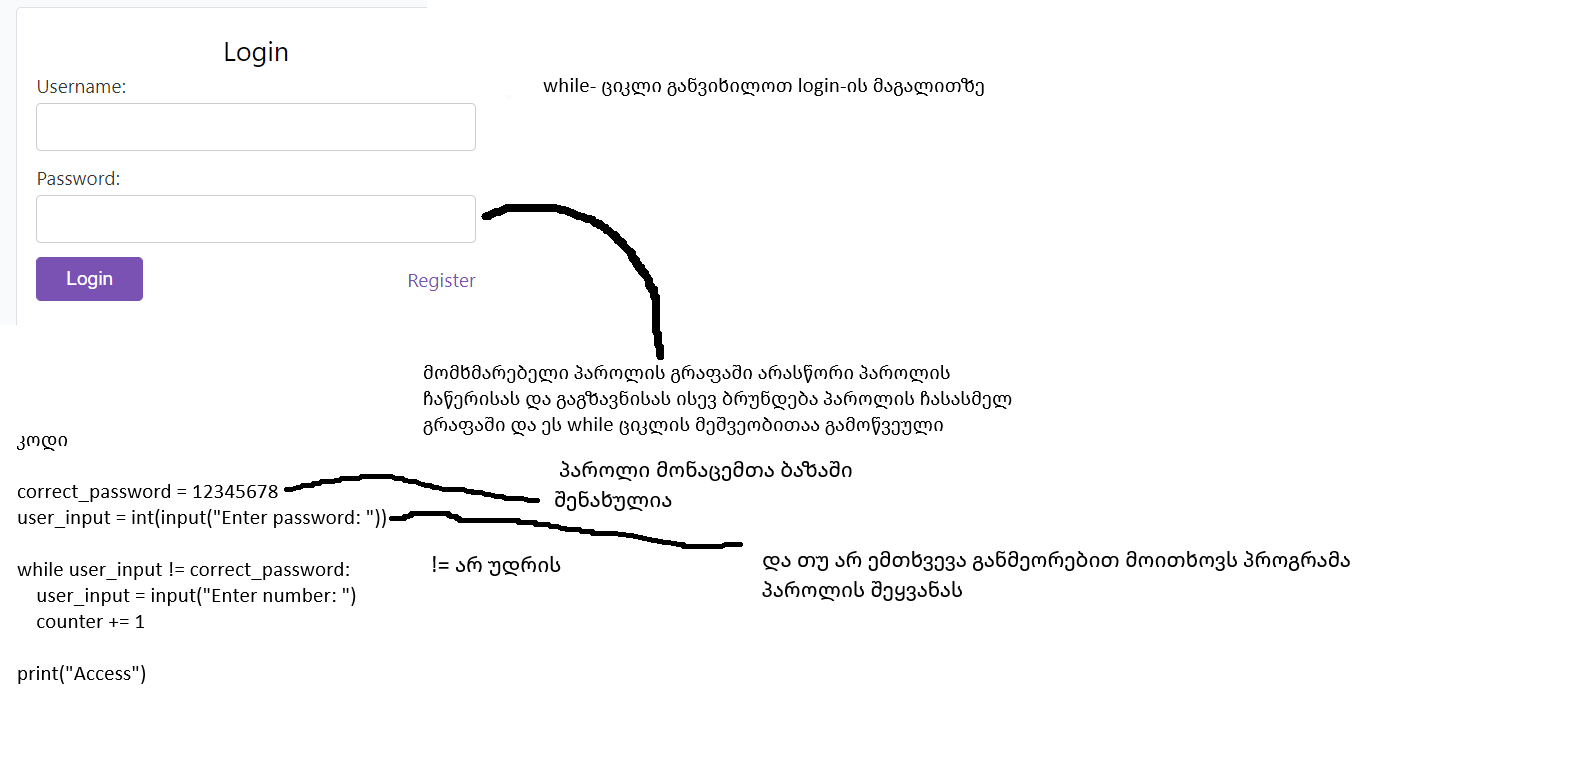 Login
Username:
while- ციკლი განვიხილოთ login-ის მაგალითზე
Password:
Login
Register
მომხმარებელი პაროლის გრაფაში არასწორი პაროლის
ჩაწერისას და გაგზავნისას ისევ ბრუნდება პაროლის ჩასასმელ
გრაფაში და ეს while ციკლის მეშვეობითაა გამოწვეული
კოდი
პაროლი მონაცემთა ბაზაში
შენახულია
correct_password = 12345678
user_input = int(input("Enter password: "))
და თუ არ ემთხვევა განმეორებით მოითხოვს პროგრამა
პაროლის შეყვანას
!= არ უდრის
while user_input != correct_password:
    user_input = input("Enter number: ")
    counter += 1
print("Access")